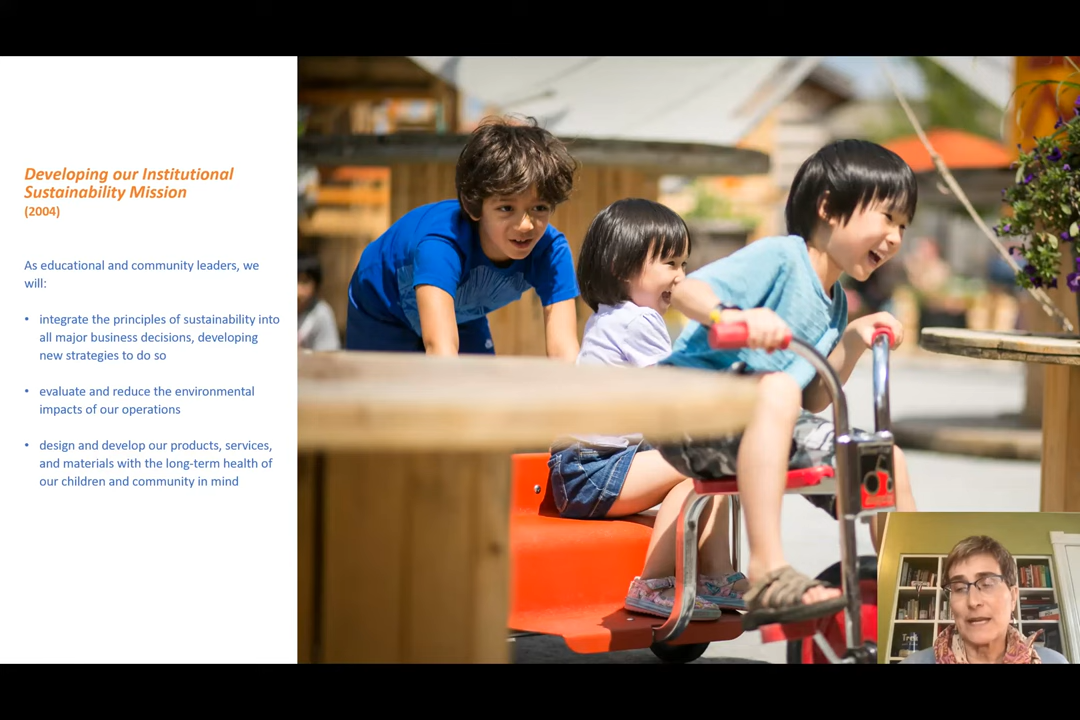 Developing our Institutional
Sustainability Mission
(2004)
As educational and community leaders, we
will:
• integrate the principles of sustainability into
all major business decisions, developing
new strategies to do so
• evaluate and reduce the environmental
impacts of our operations
• design and develop our products, services,
and materials with the long-term health of
our children and community in mind